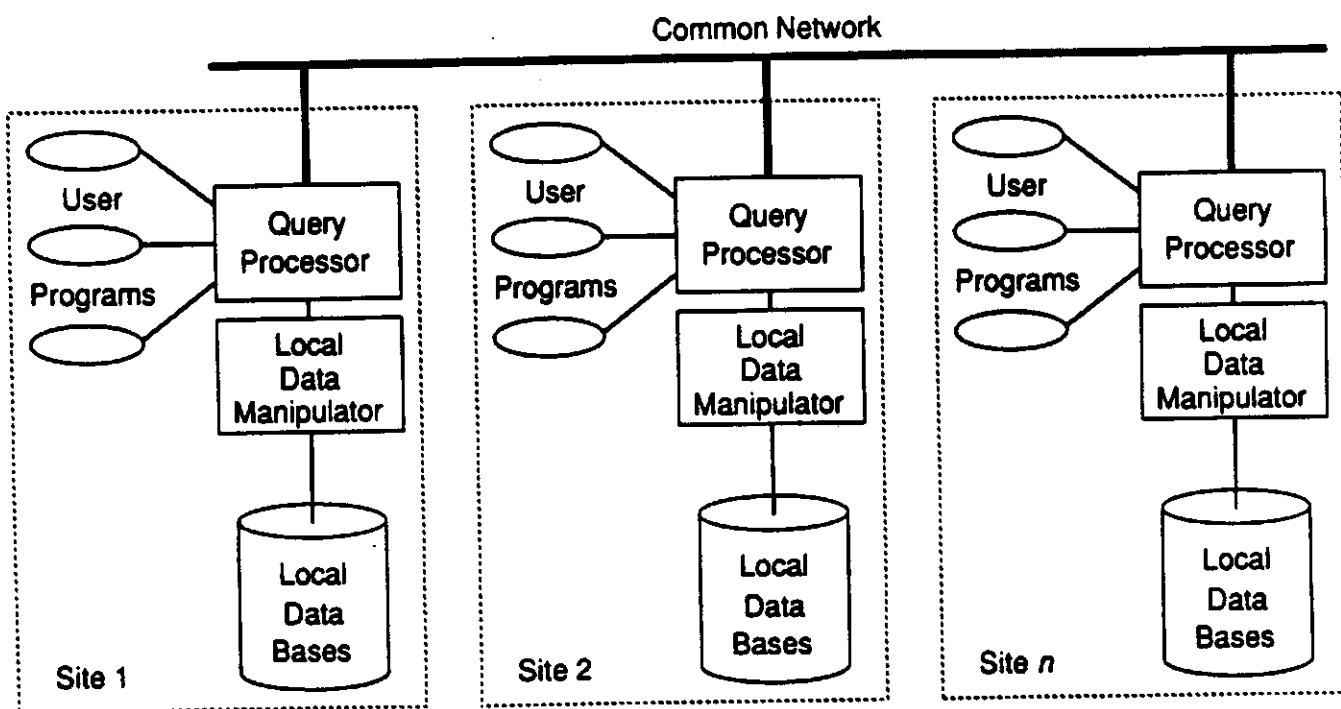 Common Network
User
Programs
Query
Processor
Local
Data
Manipulator
Local
Data
Bases
Site 1
User
Programs
Query
Processor
Local
Data
Manipulator
Local
Data
Bases
Site 2
User
Programs
Query
Processor
Local
Data
Manipulator
Local
Data
Bases
Site n